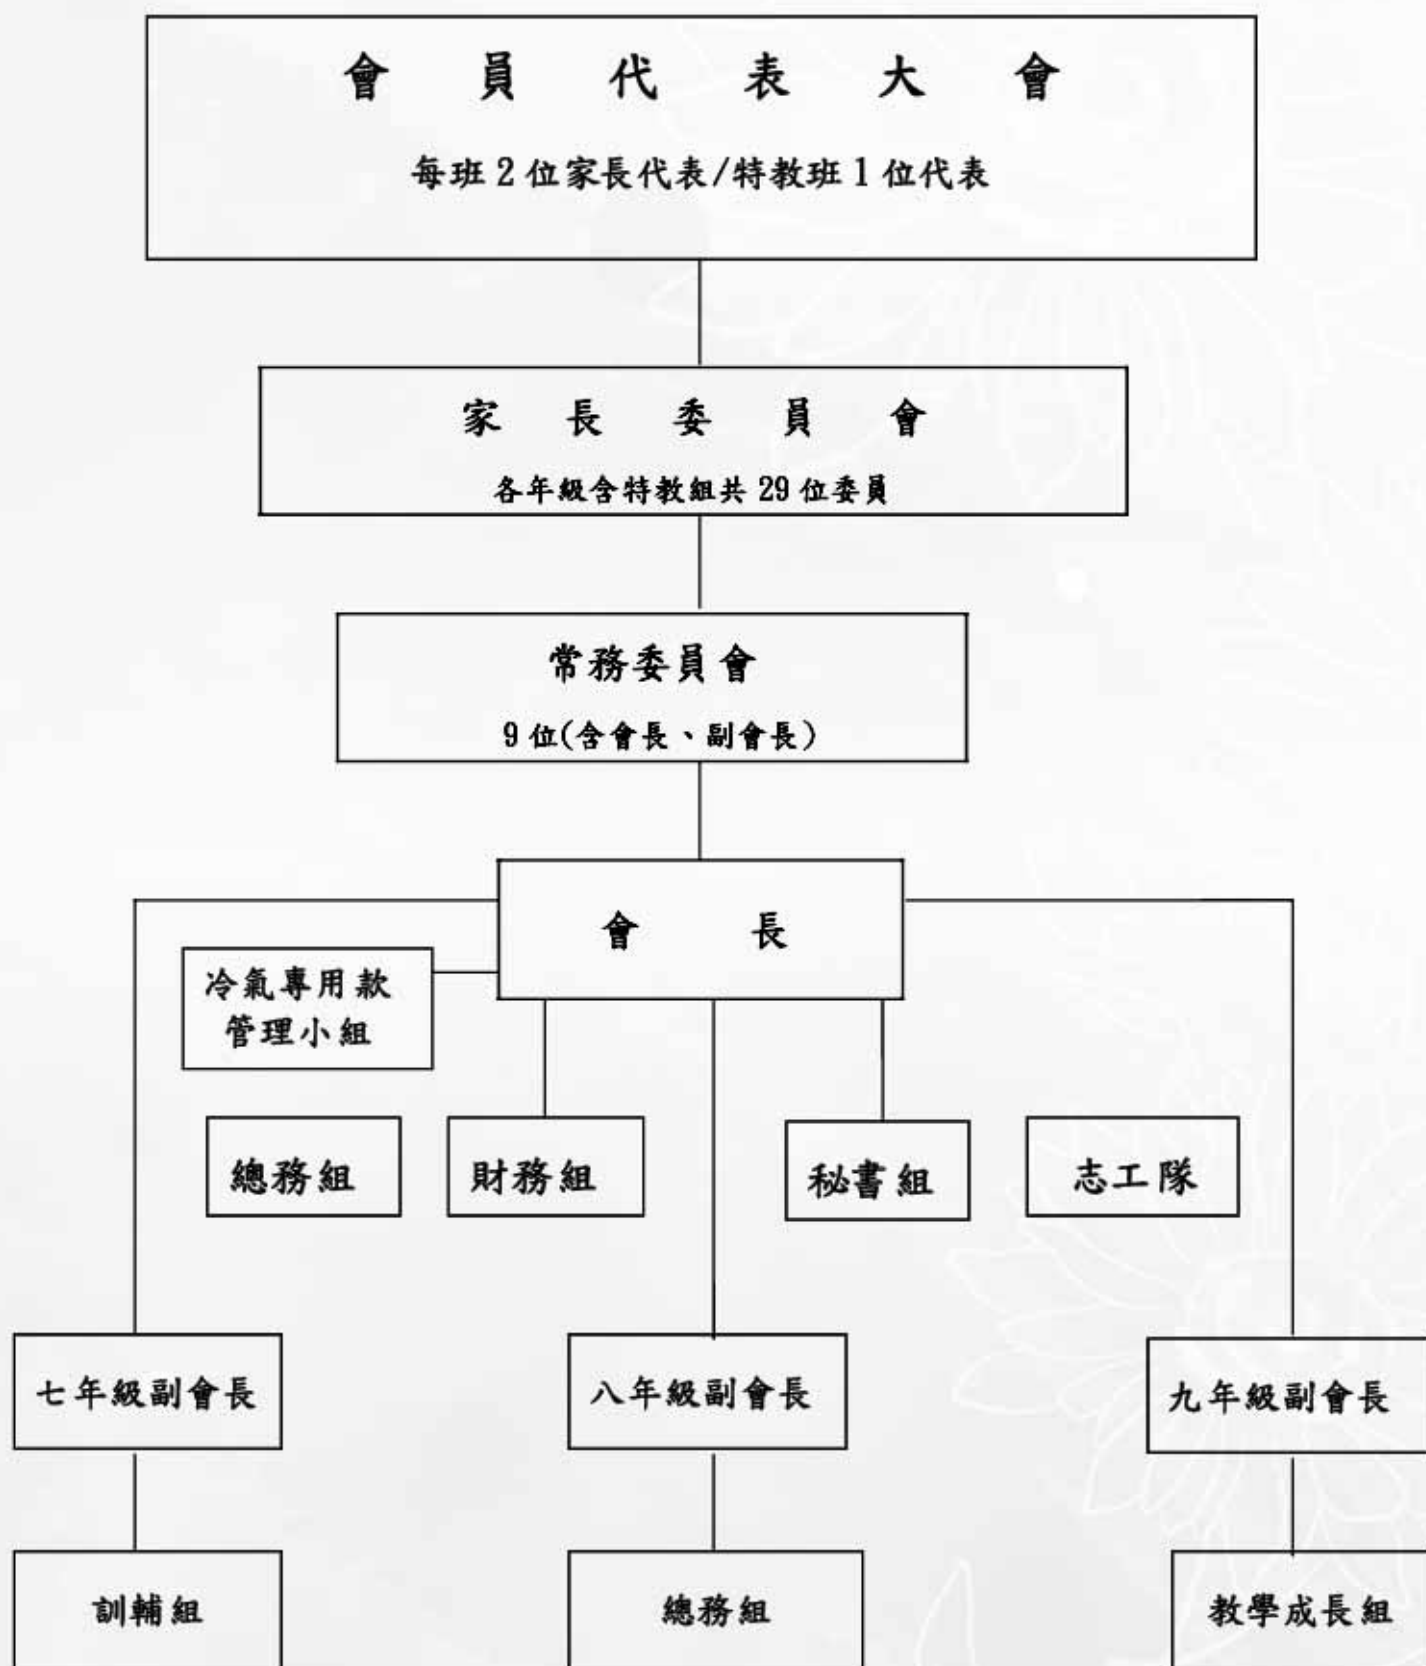 會員代表大會
每班2位家長代表/特教班1位代表
家長委員會
各年級含特教組共29位委員
常務委員會
9位(含會長、副會長)
會長
冷氣專用款
管理小組
總務組
財務組
秘書組
志工隊
七年級副會長
八年級副會長
九年級副會長
訓輔組
總務組
教學成長組